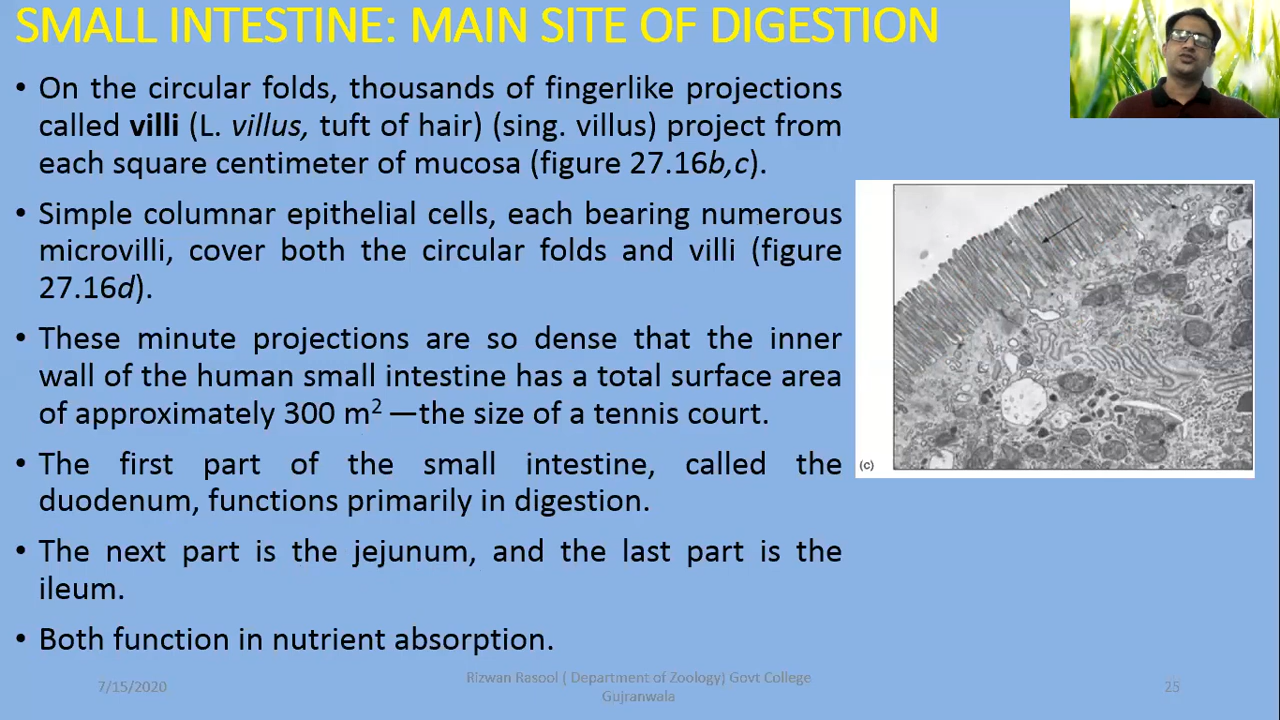 SMALL INTESTINE: MAIN SITE OF DIGESTION
• On the circular folds, thousands of fingerlike projections
called villi (L. villus, tuft of hair) (sing. villus) project from
each square centimeter of mucosa (figure 27.16b,c).
• Simple columnar epithelial cells, each bearing numerous
microvilli, cover both the circular folds and villi (figure
27.16d).
• These minute projections are so dense that the inner
wall of the human small intestine has a total surface area
of approximately 300 m² —the size of a tennis court.
• The first part of the small intestine, called the
duodenum, functions primarily in digestion.
• The next part is the jejunum, and the last part is the
ileum.
• Both function in nutrient absorption.
(c)
7/15/2020
Rizwan Rasool ( Department of Zoology) Govt College
Gujranwala
25